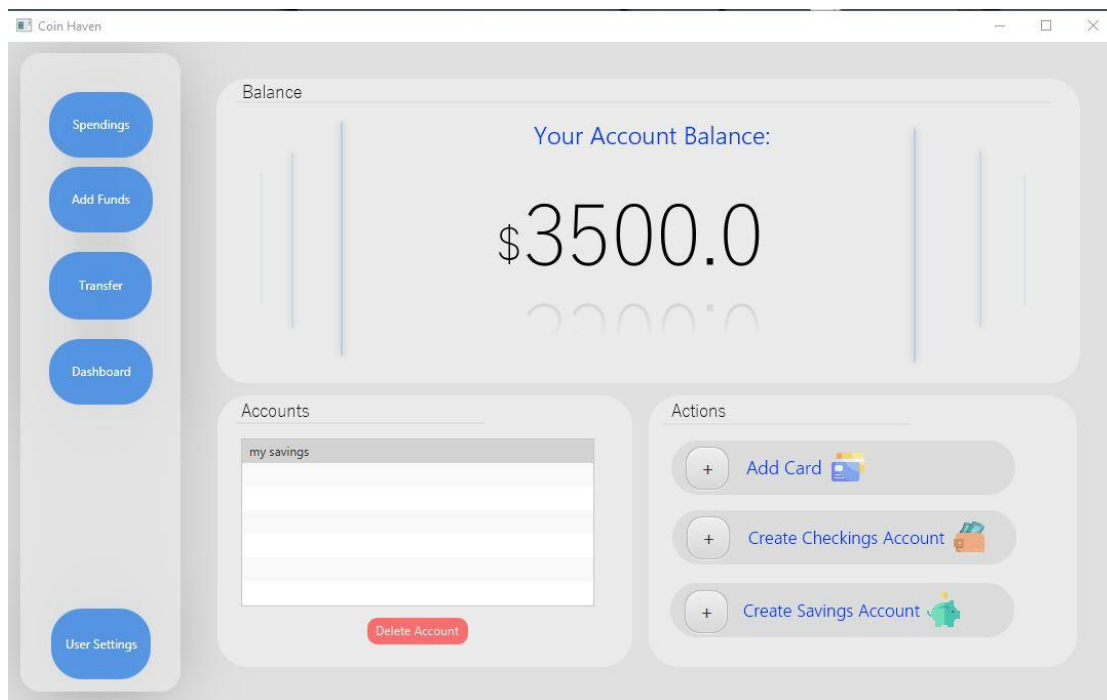 Coin Haven
Spendings
Add Funds
Transfer
Dashboard
User Settings
Balance
Your Account Balance:
$3500.0
Accounts
my savings
Delete Account
Actions
+ Add Card
+ Create Checkings Account
+ Create Savings Account